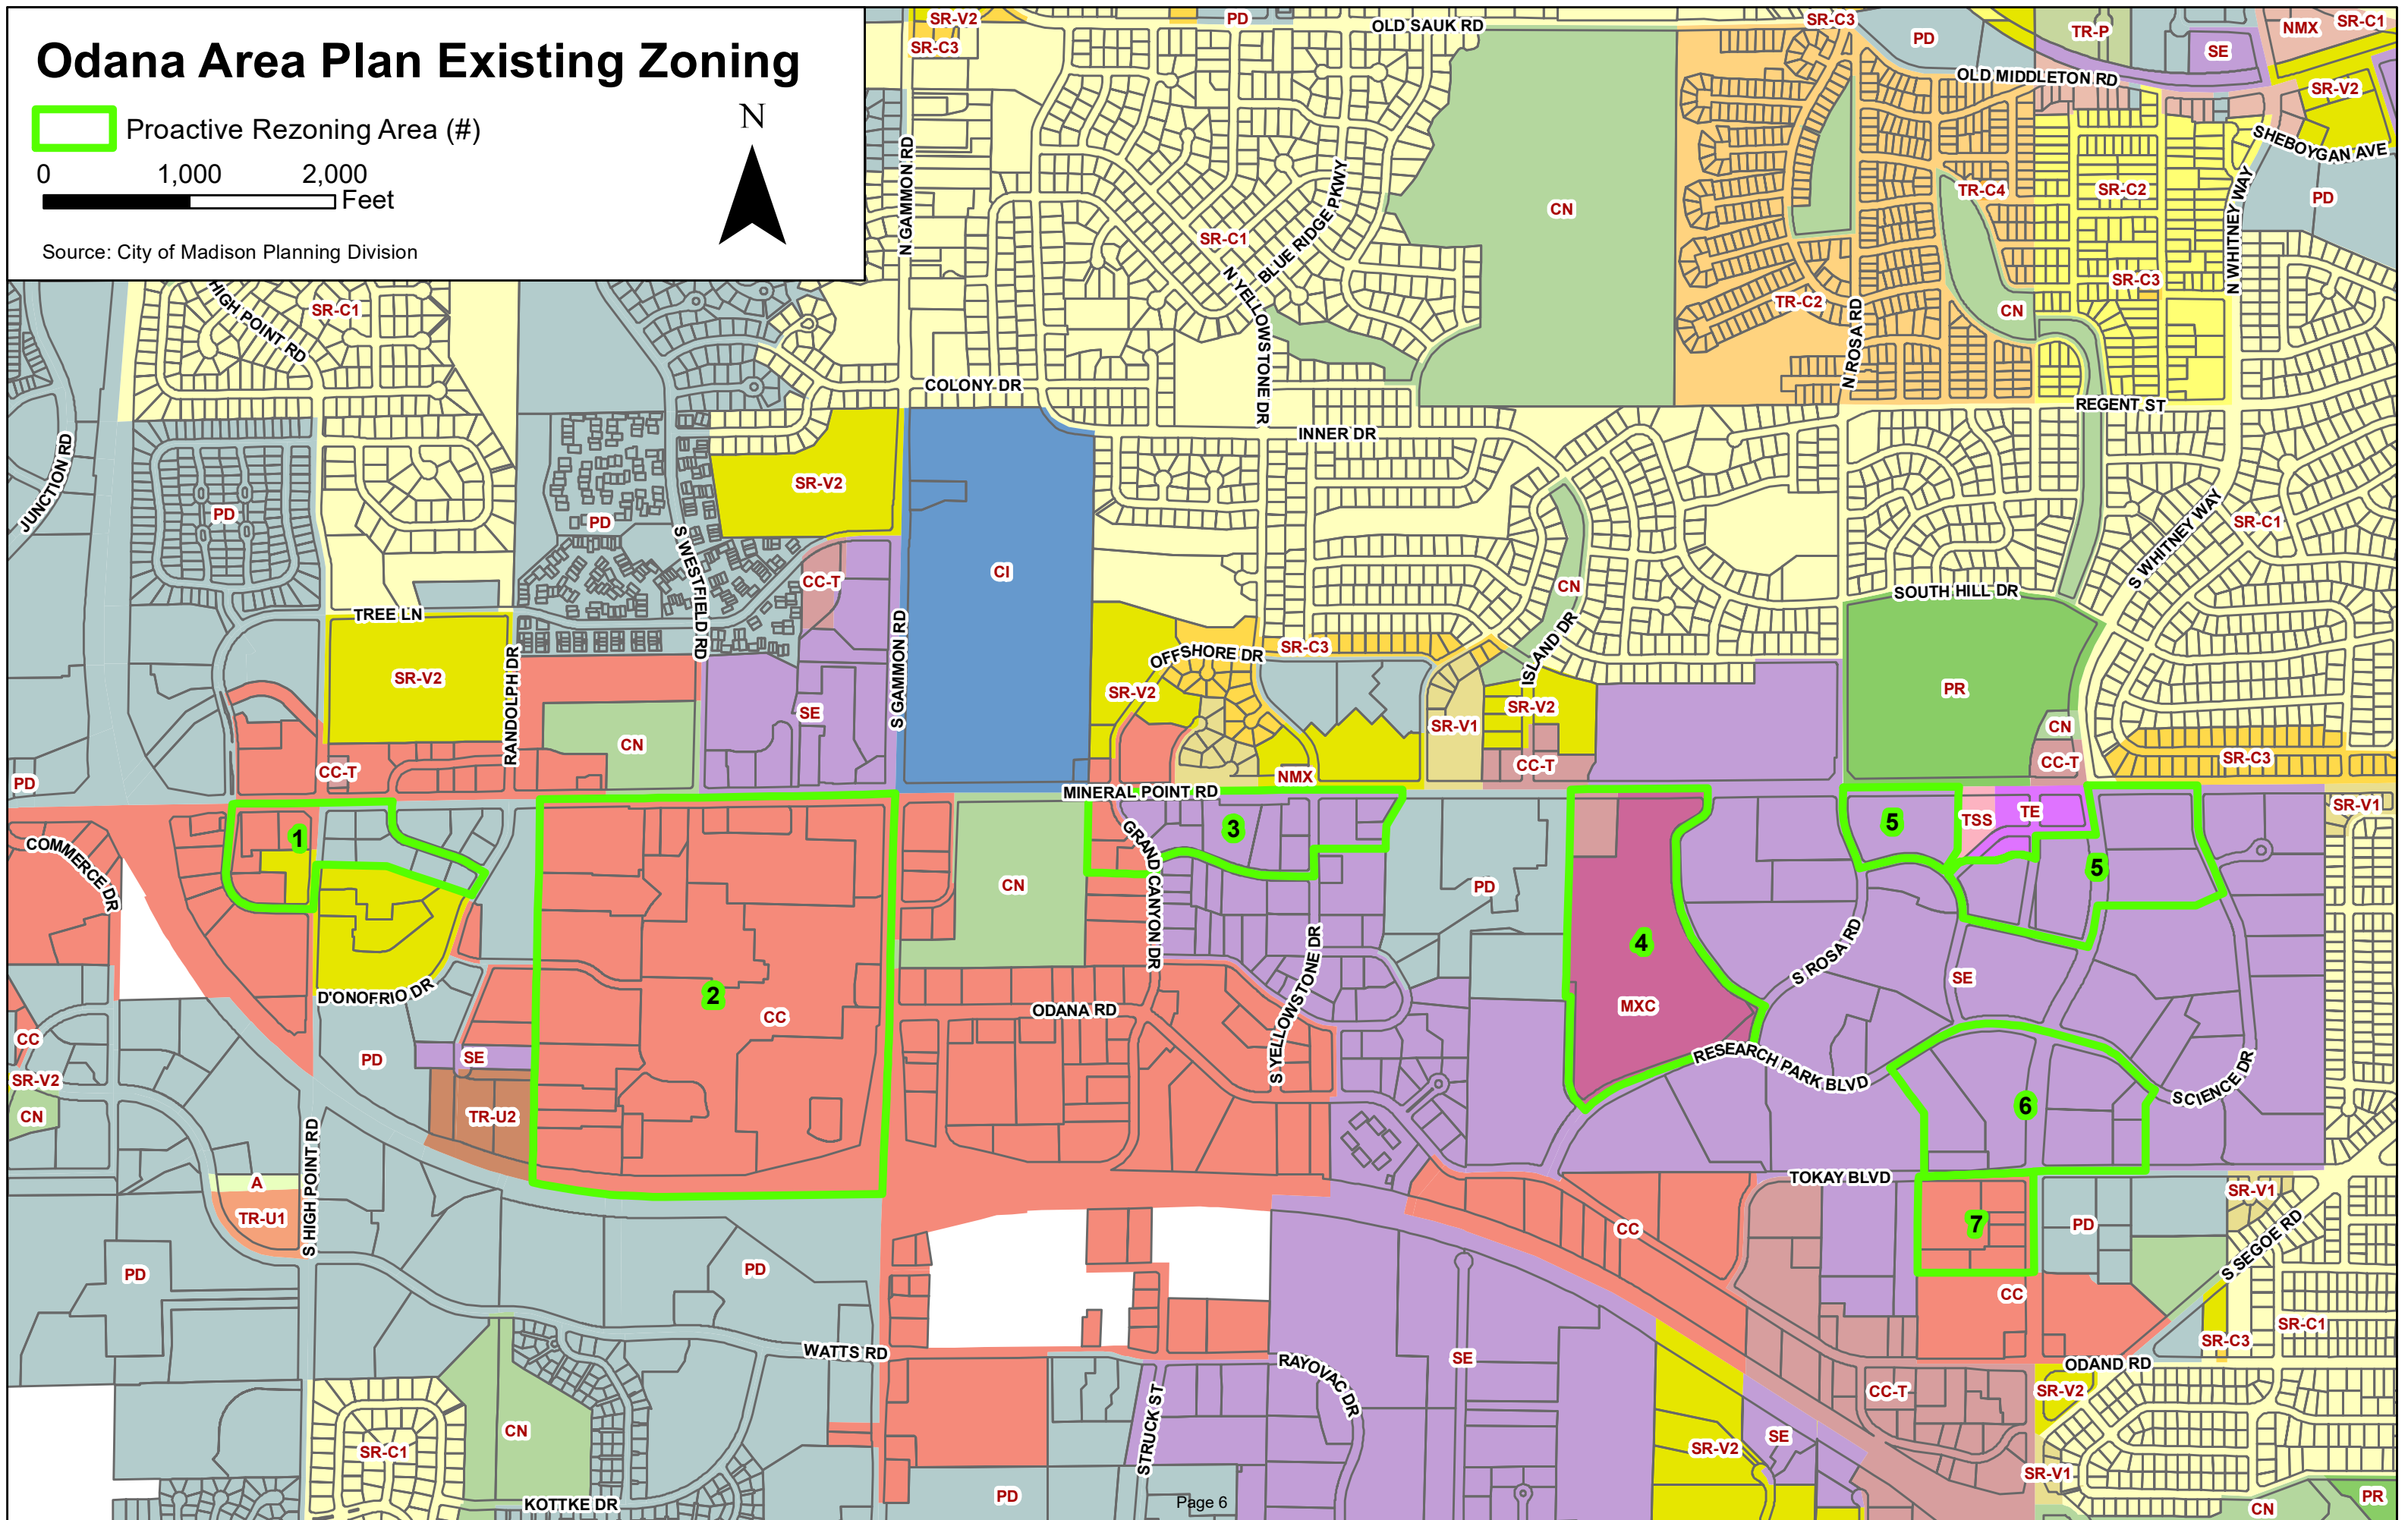 Odana Area Plan Existing Zoning
Proactive Rezoning Area (#)
N
0 1,000 2,000
Feet
Source: City of Madison Planning Division
SR-V2
PD
OLD SAUK RD
SR-C3
SR-C3
PD
TR-P
SE
NMX
SR-C1
OLD MIDDLETON RD
SR-V2
SHEBOYGAN AVE
N GAMMON RD
CN
TR-C4
SR-C2
N WHITNEY WAY
PD
SR-C1
BLUE RIDGE PKWY
N YELLOWSTONE DR
TR-C2
N ROSA RD
CN
SR-C3
HIGH POINT RD
SR-C1
COLONY DR
INNER DR
REGENT ST
JUNCTION RD
PD
PD
SR-V2
S WESTFIELD RD
CC-T
CI
CN
SR-C1
S WHITNEY WAY
SOUTH HILL DR
TREE LN
SR-V2
RANDOLPH DR
S GAMMON RD
SE
CN
OFFSHORE DR
SR-C3
SR-V2
ISLAND DR
SR-V1
SR-V2
CC-T
NMX
PR
CN
CC-T
SR-C3
PD
CC-T
MINERAL POINT RD
SR-V1
COMMERCE DR
1
GRAND CANYON DR
3
5
TSS
TE
5
CN
PD
4
2
CC
D'ONOFRIO DR
S YELLOWSTONE DR
S ROSA RD
SE
MXC
ODANA RD
CC
PD
SE
RESEARCH PARK BLVD
SCIENCE DR
SR-V2
CN
TR-U2
6
S HIGH POINT RD
A
TR-U1
TOKAY BLVD
SR-V1
7
PD
CC
S SEGOE RD
PD
PD
CC
SR-C1
SR-C3
WATTS RD
RAYOVAC DR
SE
ODAND RD
CC-T
SR-V2
STRUCK ST
CN
SR-C1
SR-V2
SE
SR-V1
KOTTKE DR
PD
Page 6
CN
PR